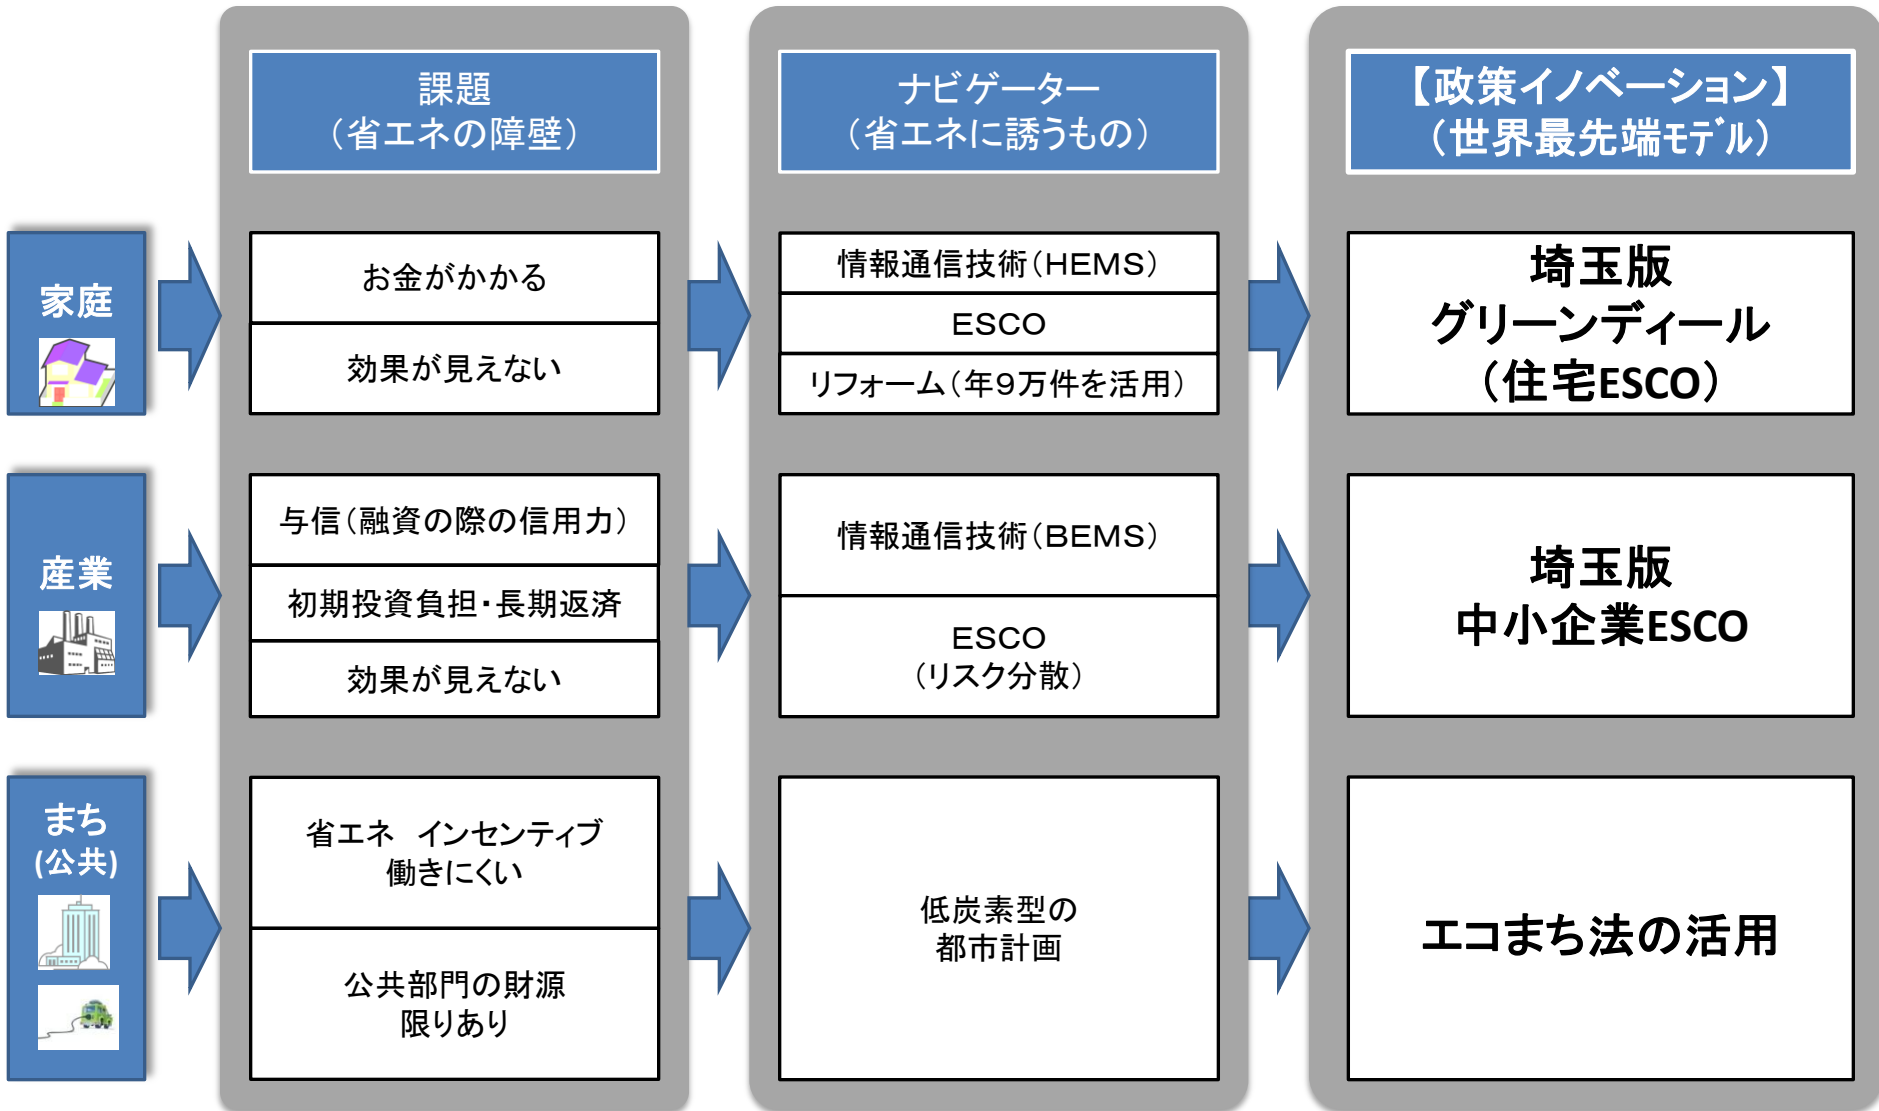 課題
（省エネの障壁）
ナビゲーター
（省エネに誘うもの）
【政策イノベーション】
（世界最先端ﾓﾃﾞﾙ）
家庭
お金がかかる
効果が見えない
情報通信技術（ＨＥＭＳ）
ＥＳＣＯ
リフォーム（年９万件を活用）
埼玉版
グリーンディール
（住宅ESCO）
産業
与信（融資の際の信用力）
初期投資負担・長期返済
効果が見えない
情報通信技術（ＢＥＭＳ）
ＥＳＣＯ
（リスク分散）
埼玉版
中小企業ESCO
まち
(公共)
省エネ　インセンティブ
働きにくい
公共部門の財源
限りあり
低炭素型の
都市計画
エコまち法の活用